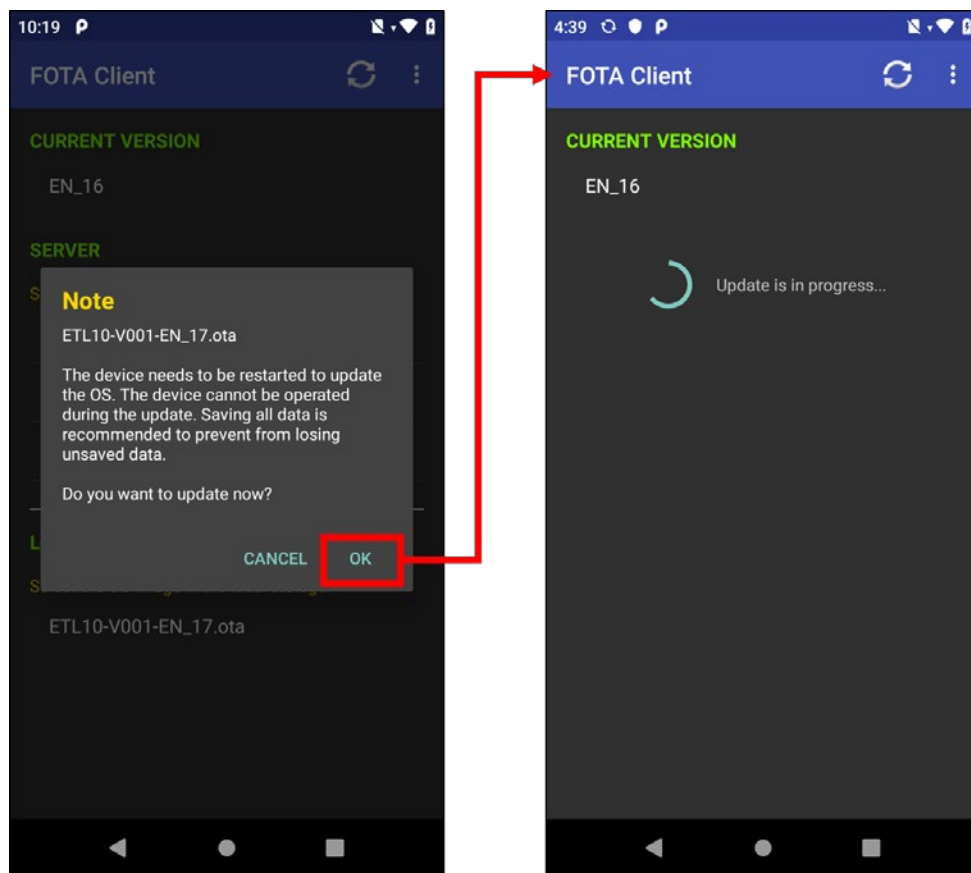 10:19
FOTA Client
CURRENT VERSION
EN_16
SERVER
S
Note
ETL10-V001-EN_17.ota
The device needs to be restarted to update
the OS. The device cannot be operated
during the update. Saving all data is
recommended to prevent from losing
unsaved data.
Do you want to update now?
CANCEL OK
L
S
ETL10-V001-EN_17.ota
4:39
FOTA Client
CURRENT VERSION
EN_16
Update is in progress...